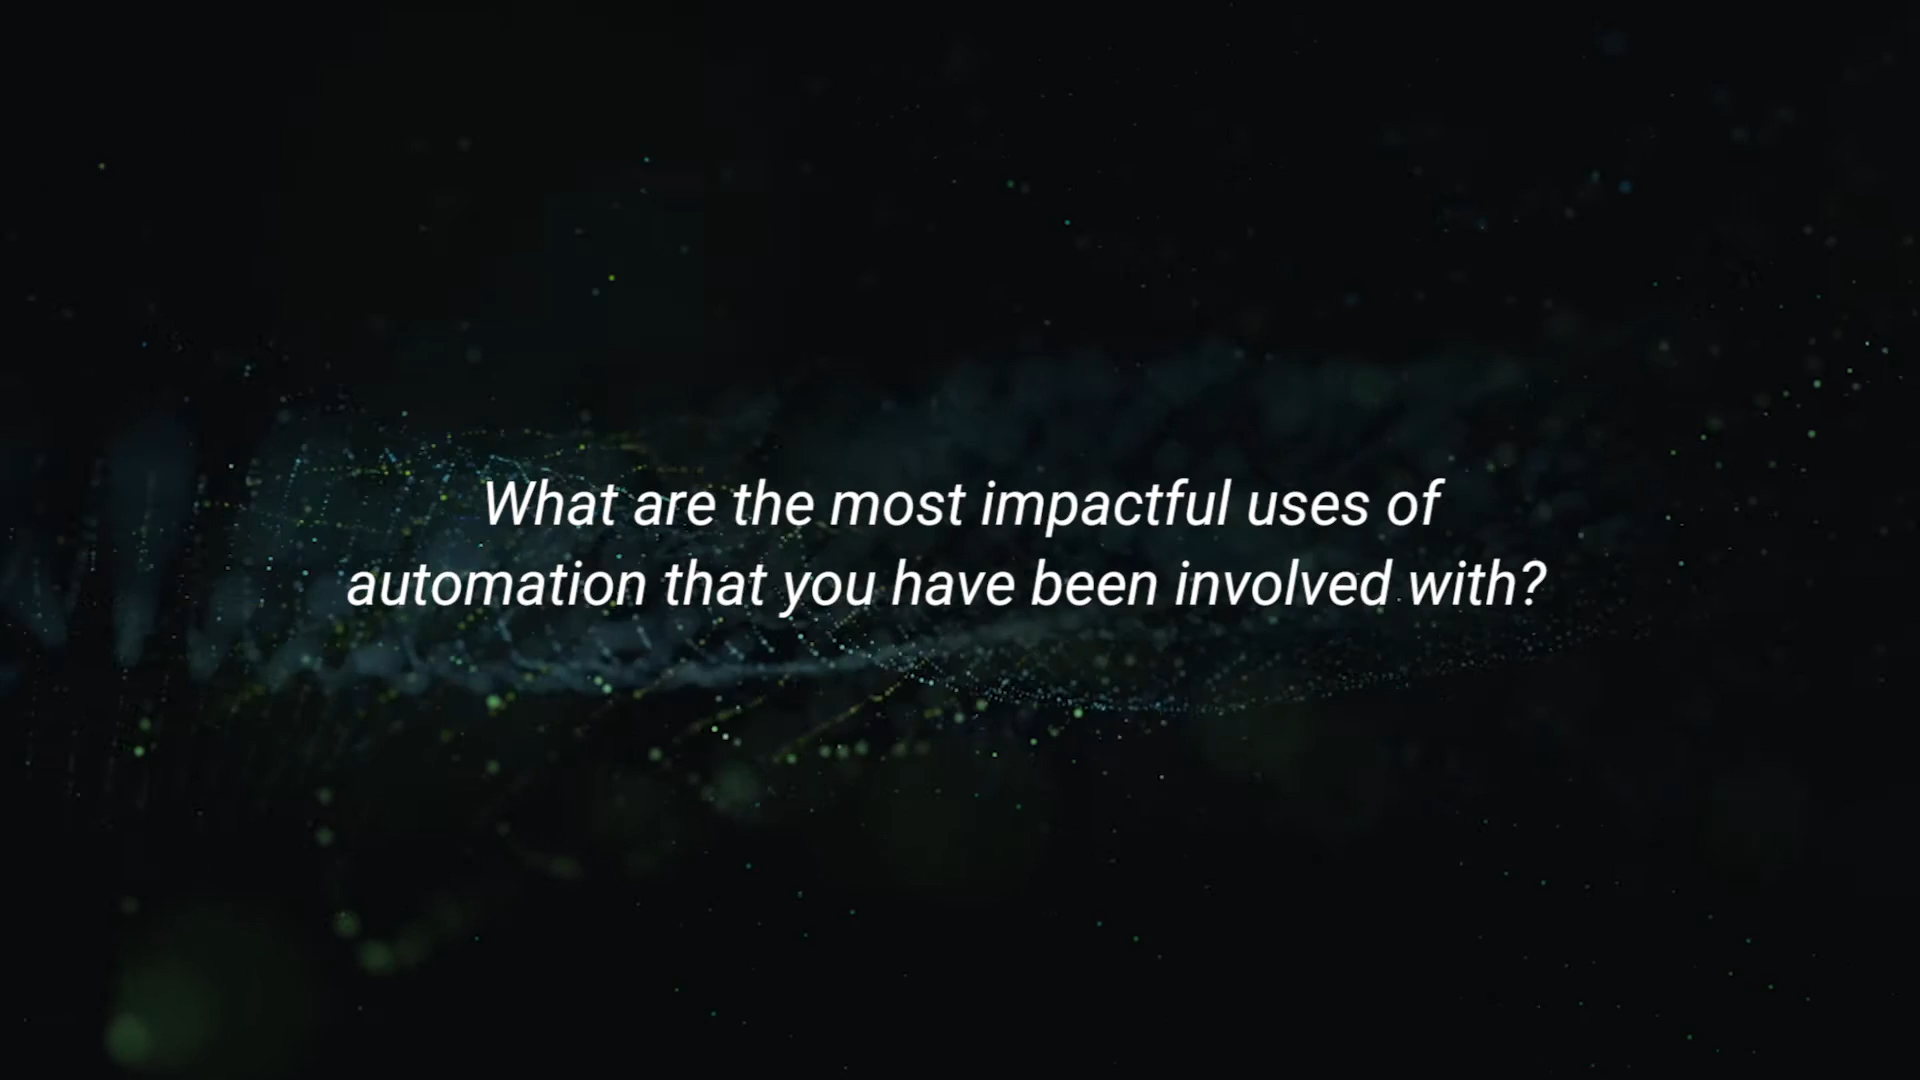 What are the most impactful uses of
automation that you have been involved with?